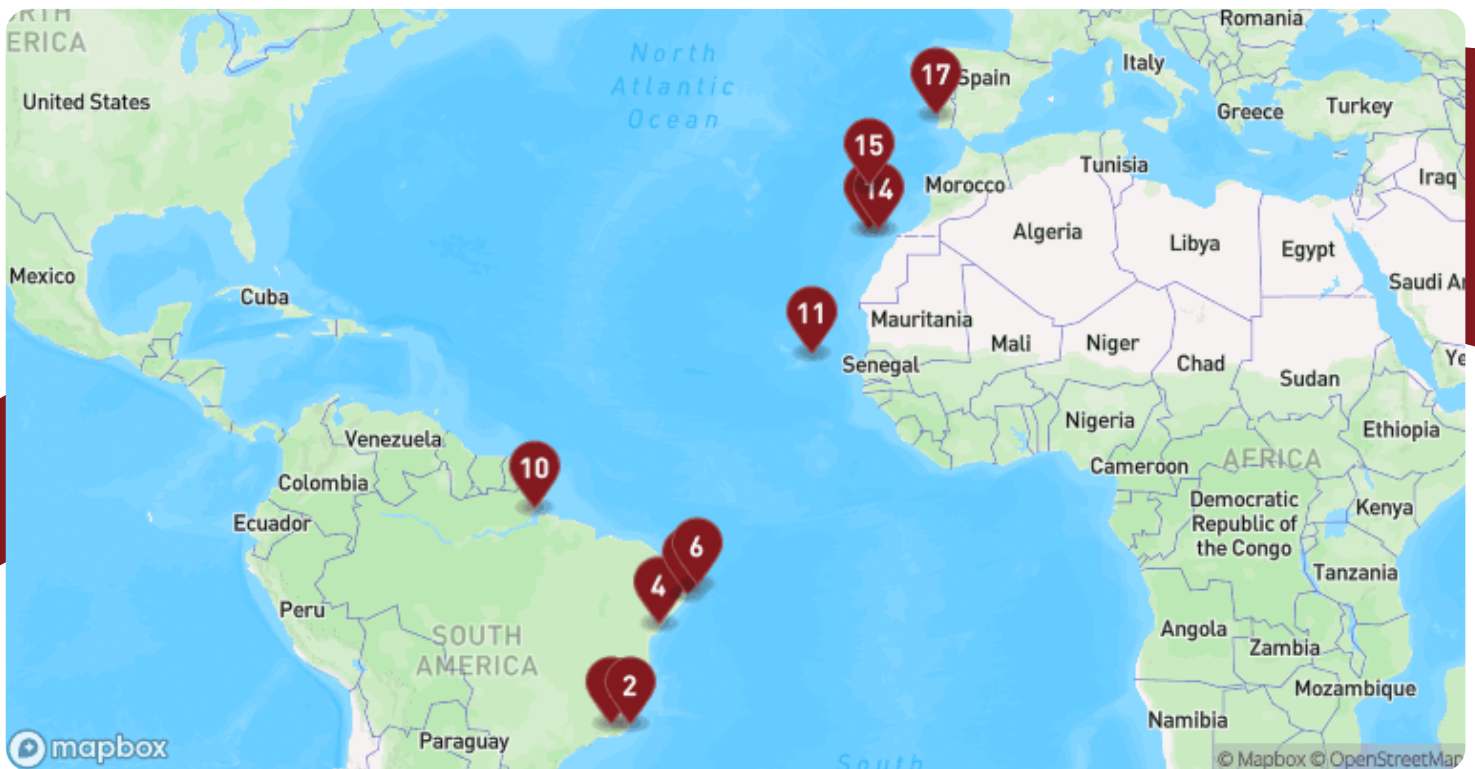 RTH
ERICA
Romania
North
Atlantic
Ocean
Italy
17
Spain
United States
Greece
Turkey
15
Tunisia
Morocco
14
Iraq
Algeria
Libya
Egypt
Mexico
Saudi Ar
Cuba
11
Mauritania
Mali
Niger
Chad
Senegal
Sudan
Ye
Nigeria
Ethiopia
Venezuela
10
Colombia
Cameroon
AFRICA
Ecuador
Democratic
Republic of
the Congo
Kenya
6
4
Tanzania
Peru
SOUTH
AMERICA
Angola
Zambia
2
Mozambique
Namibia
Paraguay
mapbox
South
© Mapbox © OpenStreetMap